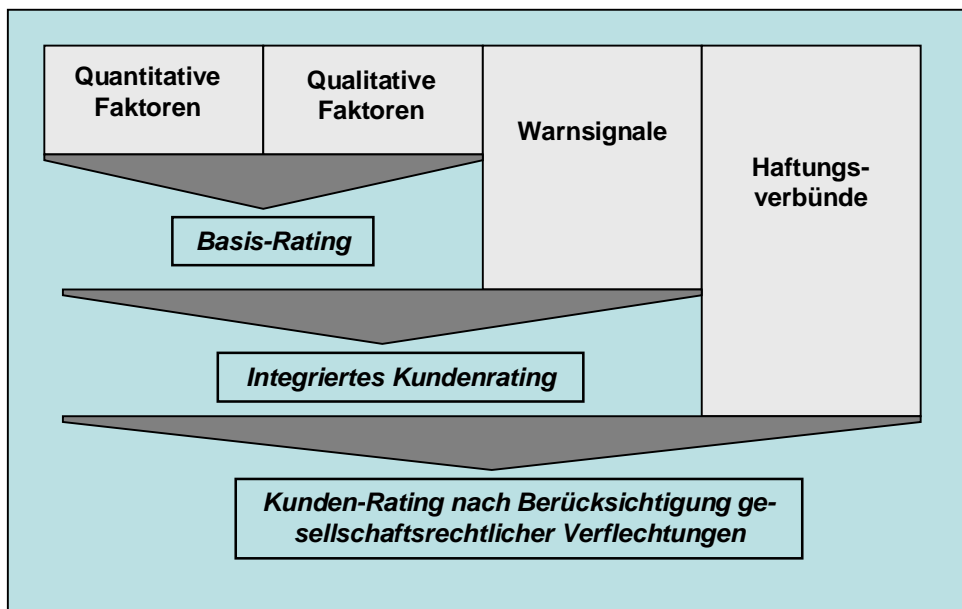 Quantitative
Faktoren
Qualitative
Faktoren
Warnsignale
Haftungs-
verbünde
Basis-Rating
Integriertes Kundenrating
Kunden-Rating nach Berücksichtigung ge-
sellschaftsrechtlicher Verflechtungen